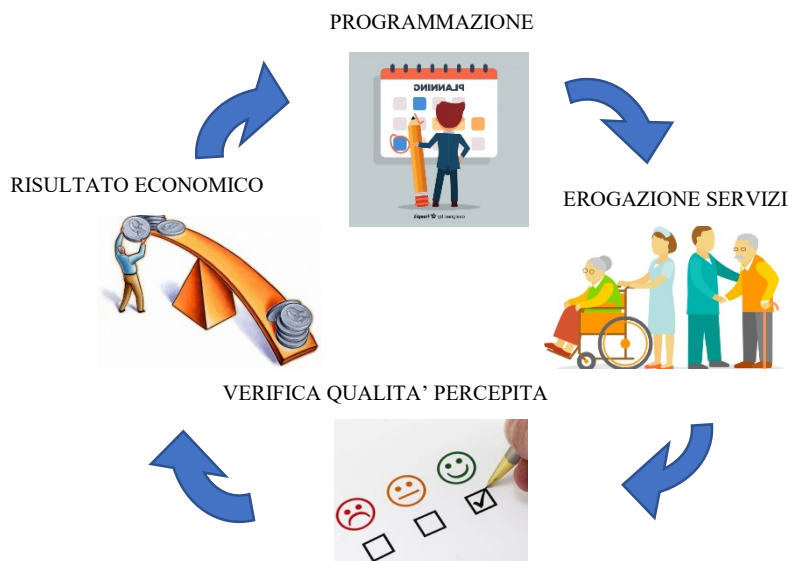 PROGRAMMAZIONE
PLANNING
RISULTATO ECONOMICO
EROGAZIONE SERVIZI
VERIFICA QUALITA’ PERCEPITA